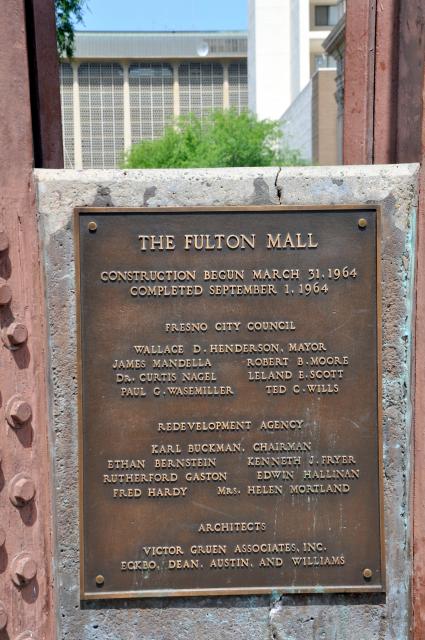 THE FULTON MALL
CONSTRUCTION BEGUN MARCH 31, 1964
COMPLETED SEPTEMBER 1, 1964
FRESNO CITY COUNCIL
WALLACE D. HENDERSON, MAYOR
JAMES MANDELLA ROBERT B. MOORE
DR. CURTIS NAGEL LELAND E. SCOTT
PAUL G. WASEMILLER TED C. WILLS
REDEVELOPMENT AGENCY
KARL BUCKMAN, CHAIRMAN
ETHAN BERNSTEIN KENNETH J. FRYER
RUTHERFORD GASTON EDWIN HALLINAN
FRED HARDY MRS. HELEN MORTLAND
ARCHITECTS
VICTOR GRUEN ASSOCIATES, INC.
ECKBO, DEAN, AUSTIN, AND WILLIAMS